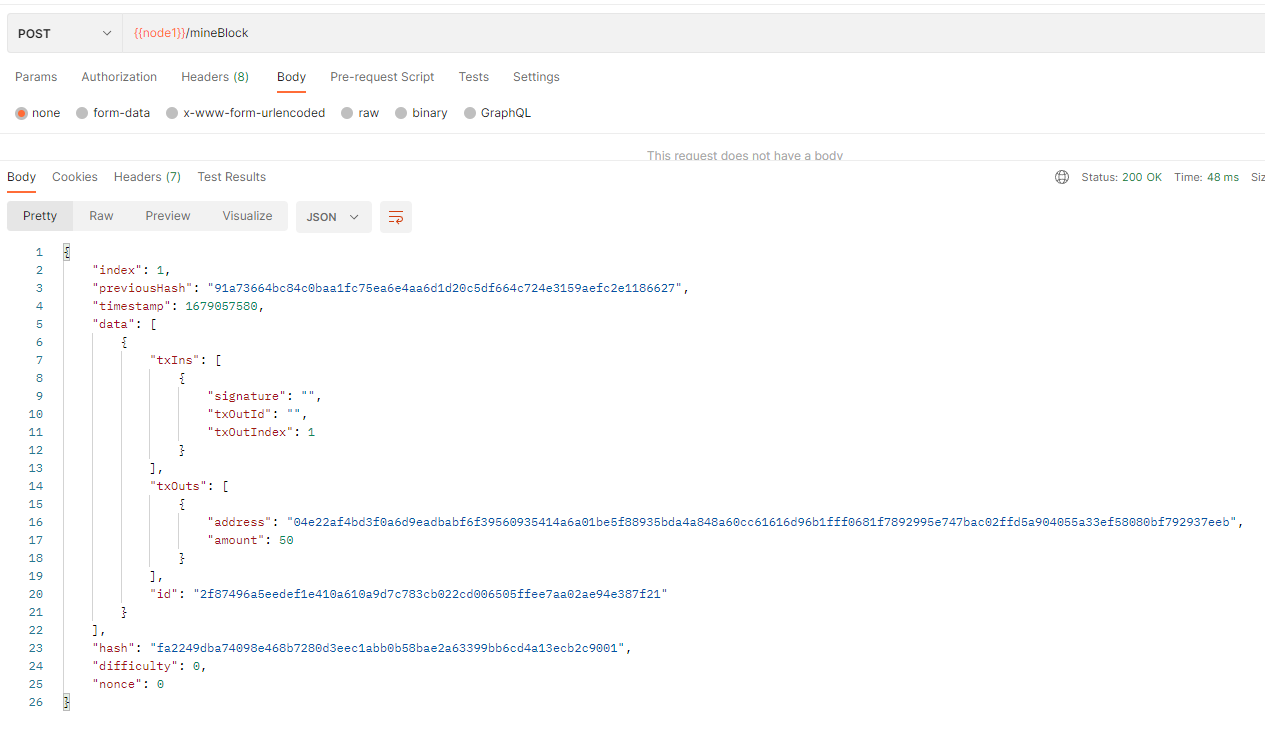 POST {{node1}}/mineBlock
Params Authorization Headers (8) Body Pre-request Script Tests Settings
none form-data x-www-form-urlencoded raw binary GraphQL
This request does not have a body
Body Cookies Headers (7) Test Results Status: 200 OK Time: 48 ms Siz
Pretty Raw Preview Visualize JSON
1 {
2 "index": 1,
3 "previousHash": "91a73664bc84c0baa1fc75ea6e4aa6d1d20c5df664c724e3159aefc2e1186627",
4 "timestamp": 1679057580,
5 "data": [
6 {
7 "txIns": [
8 {
9 "signature": "",
10 "txOutId": "",
11 "txOutIndex": 1
12 }
13 ],
14 "txOuts": [
15 {
16 "address": "04e22af4bd3f0a6d9eadbabf6f39560935414a6a01be5f88935bda4a848a60cc61616d96b1fff0681f7892995e747bac02ffd5a904055a33ef58080bf792937eeb",
17 "amount": 50
18 }
19 ],
20 "id": "2f87496a5eedef1e410a610a9d7c783cb022cd006505ffee7aa02ae94e387f21"
21 }
22 ],
23 "hash": "fa2249dba74098e468b7280d3eec1abb0b58bae2a63399bb6cd4a13ecb2c9001",
24 "difficulty": 0,
25 "nonce": 0
26 }